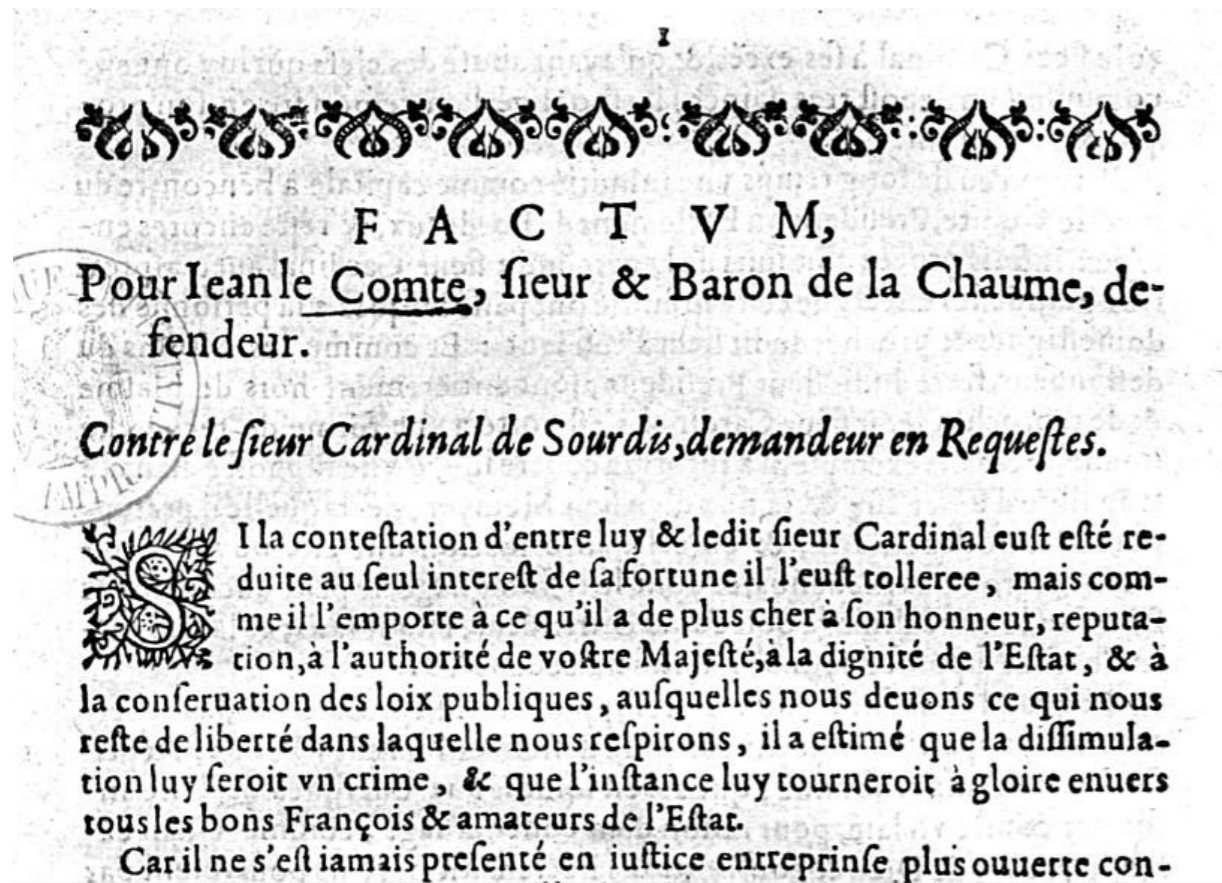 1
F A C T V M,
Pour Iean le Comte, ſieur & Baron de la Chaume, de-
fendeur.
Contre le ſieur Cardinal de Sourdis, demandeur en Requeſtes.
SI la conteſtation d'entre luy & ledit ſieur Cardinal euſt eſté re-
duite au ſeul intereſt de ſa fortune il l'euſt tolleree, mais com-
me il l'emporte à ce qu'il a de plus cher à ſon honneur, reputa-
tion, à l'authorité de voſtre Majeſté, à la dignité de l'Eſtat, & à
la conſeruation des loix publiques, auſquelles nous deuons ce qui nous
reſte de liberté dans laquelle nous reſpirons, il a eſtimé que la diſſimula-
tion luy ſeroit vn crime, & que l'inſtance luy tourneroit à gloire enuers
tous les bons François & amateurs de l'Eſtat.
Car il ne s'eſt iamais preſenté en iuſtice entreprinſe plus ouuerte con-